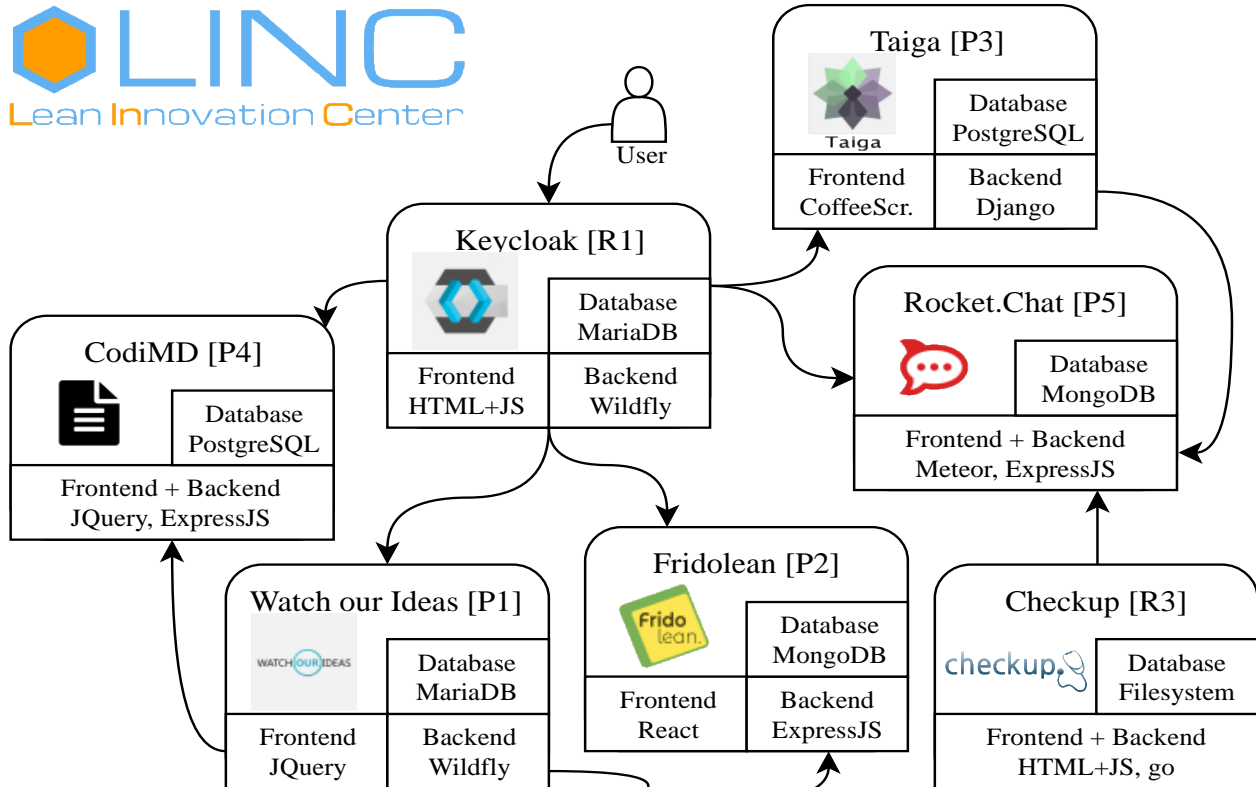 LINC
Lean Innovation Center
User
Taiga [P3]
Taiga
Database
PostgreSQL
Frontend
CoffeeScr.
Backend
Django
Keycloak [R1]
Database
MariaDB
Frontend
HTML+JS
Backend
Wildfly
Rocket.Chat [P5]
Database
MongoDB
Frontend + Backend
Meteor, ExpressJS
CodiMD [P4]
Database
PostgreSQL
Frontend + Backend
JQuery, ExpressJS
Watch our Ideas [P1]
WATCH OUR IDEAS
Database
MariaDB
Frontend
JQuery
Backend
Wildfly
Fridolean [P2]
Frido
lean.
Database
MongoDB
Frontend
React
Backend
ExpressJS
Checkup [R3]
checkup
Database
Filesystem
Frontend + Backend
HTML+JS, go